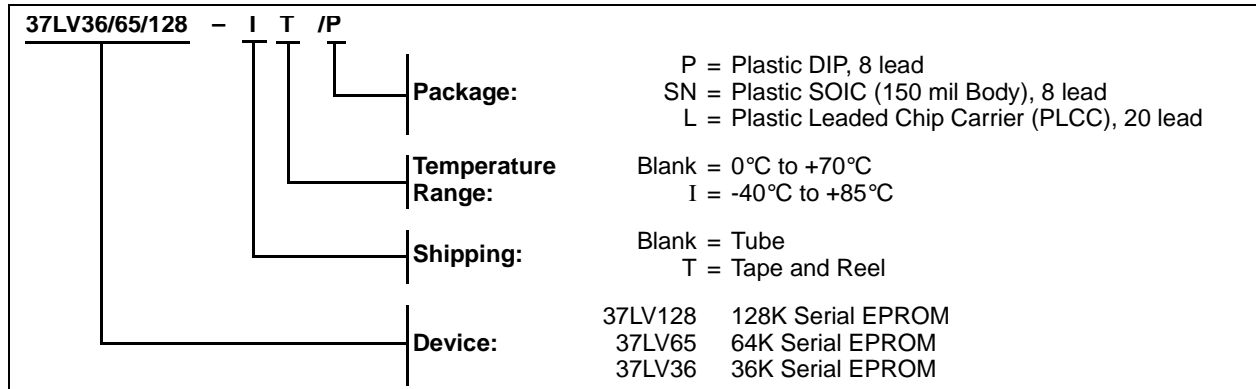 37LV36/65/128 – I T /P
Package: P = Plastic DIP, 8 lead
SN = Plastic SOIC (150 mil Body), 8 lead
L = Plastic Leaded Chip Carrier (PLCC), 20 lead
Temperature Blank = 0°C to +70°C
Range: I = -40°C to +85°C
Shipping: Blank = Tube
T = Tape and Reel
Device: 37LV128 128K Serial EPROM
37LV65 64K Serial EPROM
37LV36 36K Serial EPROM